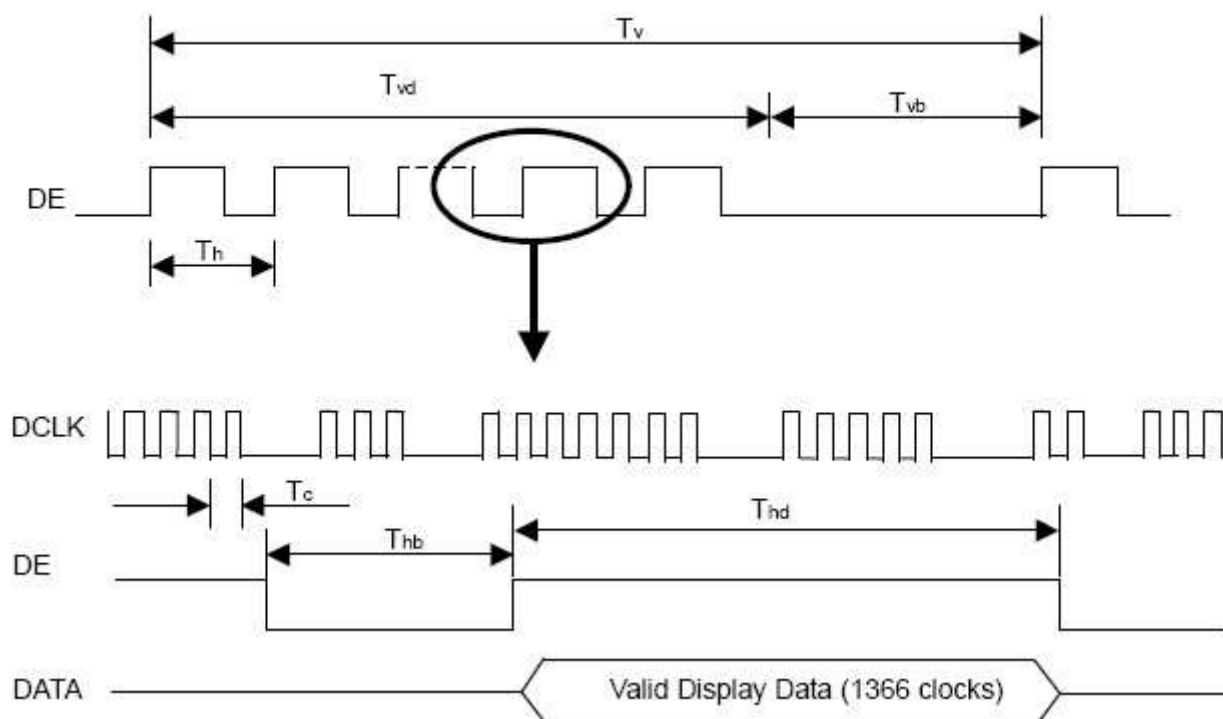 Tv
Tvd
Tvb
DE
Th
DCLK
Tc
Thd
Thb
DE
DATA
Valid Display Data (1366 clocks)